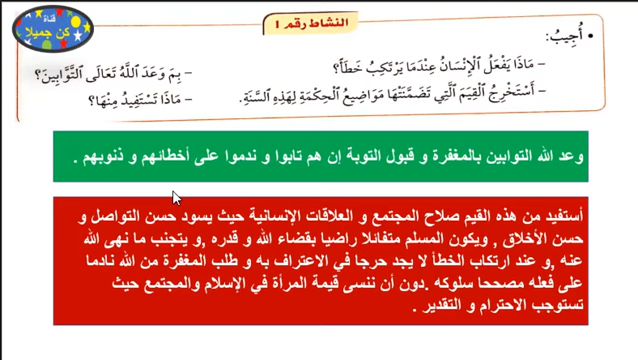 قناة
كن جميلا
النشاط رقم 1
• أُجِيبُ:
– مَاذَا يَفْعَلُ الْإِنْسَانُ عِنْدَمَا يَرْتَكِبُ خَطَأً؟ – بِمَ وَعَدَ اللَّهُ تَعَالَى التَّوَّابِينَ؟
– أَسْتَخْرِجُ الْقِيَمَ الَّتِي تَضَمَّنَتْهَا مَوَاضِيعُ الْحِكْمَةِ لِهَذِهِ السَّنَةِ. – مَاذَا تَسْتَفِيدُ مِنْهَا؟
وعد الله التوابين بالمغفرة و قبول التوبة إن هم تابوا و ندموا على أخطائهم و ذنوبهم .
أستفيد من هذه القيم صلاح المجتمع و العلاقات الإنسانية حيث يسود حسن التواصل و
حسن الأخلاق , ويكون المسلم متفائلا راضيا بقضاء الله و قدره ,و يتجنب ما نهى الله
عنه ,و عند ارتكاب الخطأ لا يجد حرجا في الاعتراف به و طلب المغفرة من الله نادما
على فعله مصححا سلوكه .دون أن ننسى قيمة المرأة في الإسلام والمجتمع حيث
تستوجب الاحترام و التقدير .